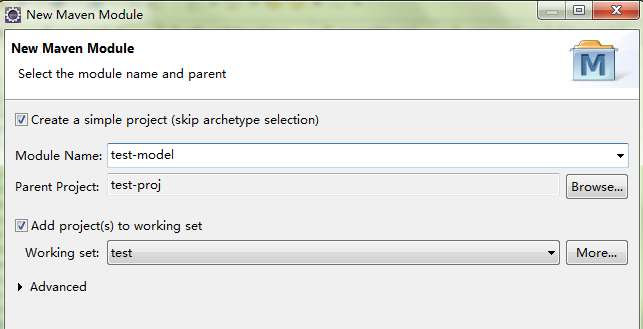 New Maven Module
New Maven Module
Select the module name and parent
M
Create a simple project (skip archetype selection)
Module Name: test-model
Parent Project: test-proj Browse...
Add project(s) to working set
Working set: test More...
Advanced